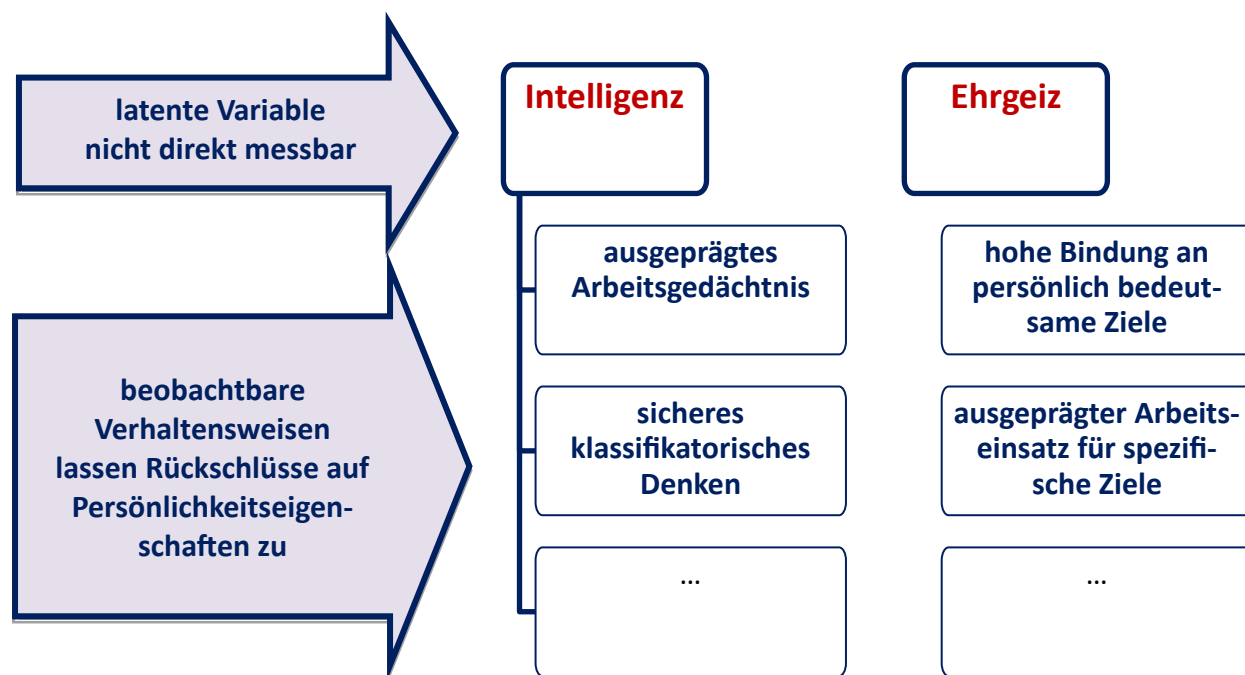 latente Variable
nicht direkt messbar
Intelligenz
Ehrgeiz
beobachtbare
Verhaltensweisen
lassen Rückschlüsse auf
Persönlichkeitseigen-
schaften zu
ausgeprägtes
Arbeitsgedächtnis
hohe Bindung an
persönlich bedeut-
same Ziele
sicheres
klassifikatorisches
Denken
ausgeprägter Arbeits-
einsatz für spezifi-
sche Ziele
...
...